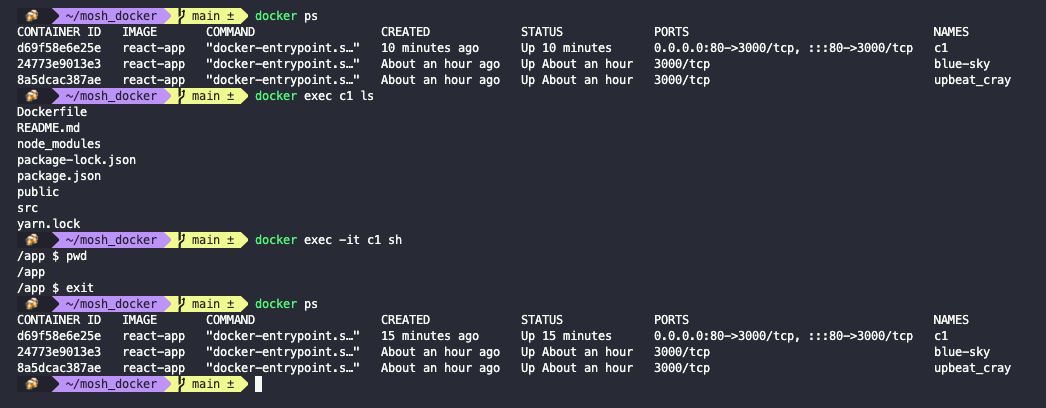 ~/mosh_docker main ± docker ps
CONTAINER ID IMAGE COMMAND CREATED STATUS PORTS NAMES
d69f58e6e25e react-app "docker-entrypoint.s…" 10 minutes ago Up 10 minutes 0.0.0.0:80->3000/tcp, :::80->3000/tcp c1
24773e9013e3 react-app "docker-entrypoint.s…" About an hour ago Up About an hour 3000/tcp blue-sky
8a5dcac387ae react-app "docker-entrypoint.s…" About an hour ago Up About an hour 3000/tcp upbeat_cray
~/mosh_docker main ± docker exec c1 ls
Dockerfile
README.md
node_modules
package-lock.json
package.json
public
src
yarn.lock
~/mosh_docker main ± docker exec -it c1 sh
/app $ pwd
/app
/app $ exit
~/mosh_docker main ± docker ps
CONTAINER ID IMAGE COMMAND CREATED STATUS PORTS NAMES
d69f58e6e25e react-app "docker-entrypoint.s…" 15 minutes ago Up 15 minutes 0.0.0.0:80->3000/tcp, :::80->3000/tcp c1
24773e9013e3 react-app "docker-entrypoint.s…" About an hour ago Up About an hour 3000/tcp blue-sky
8a5dcac387ae react-app "docker-entrypoint.s…" About an hour ago Up About an hour 3000/tcp upbeat_cray
~/mosh_docker main ±